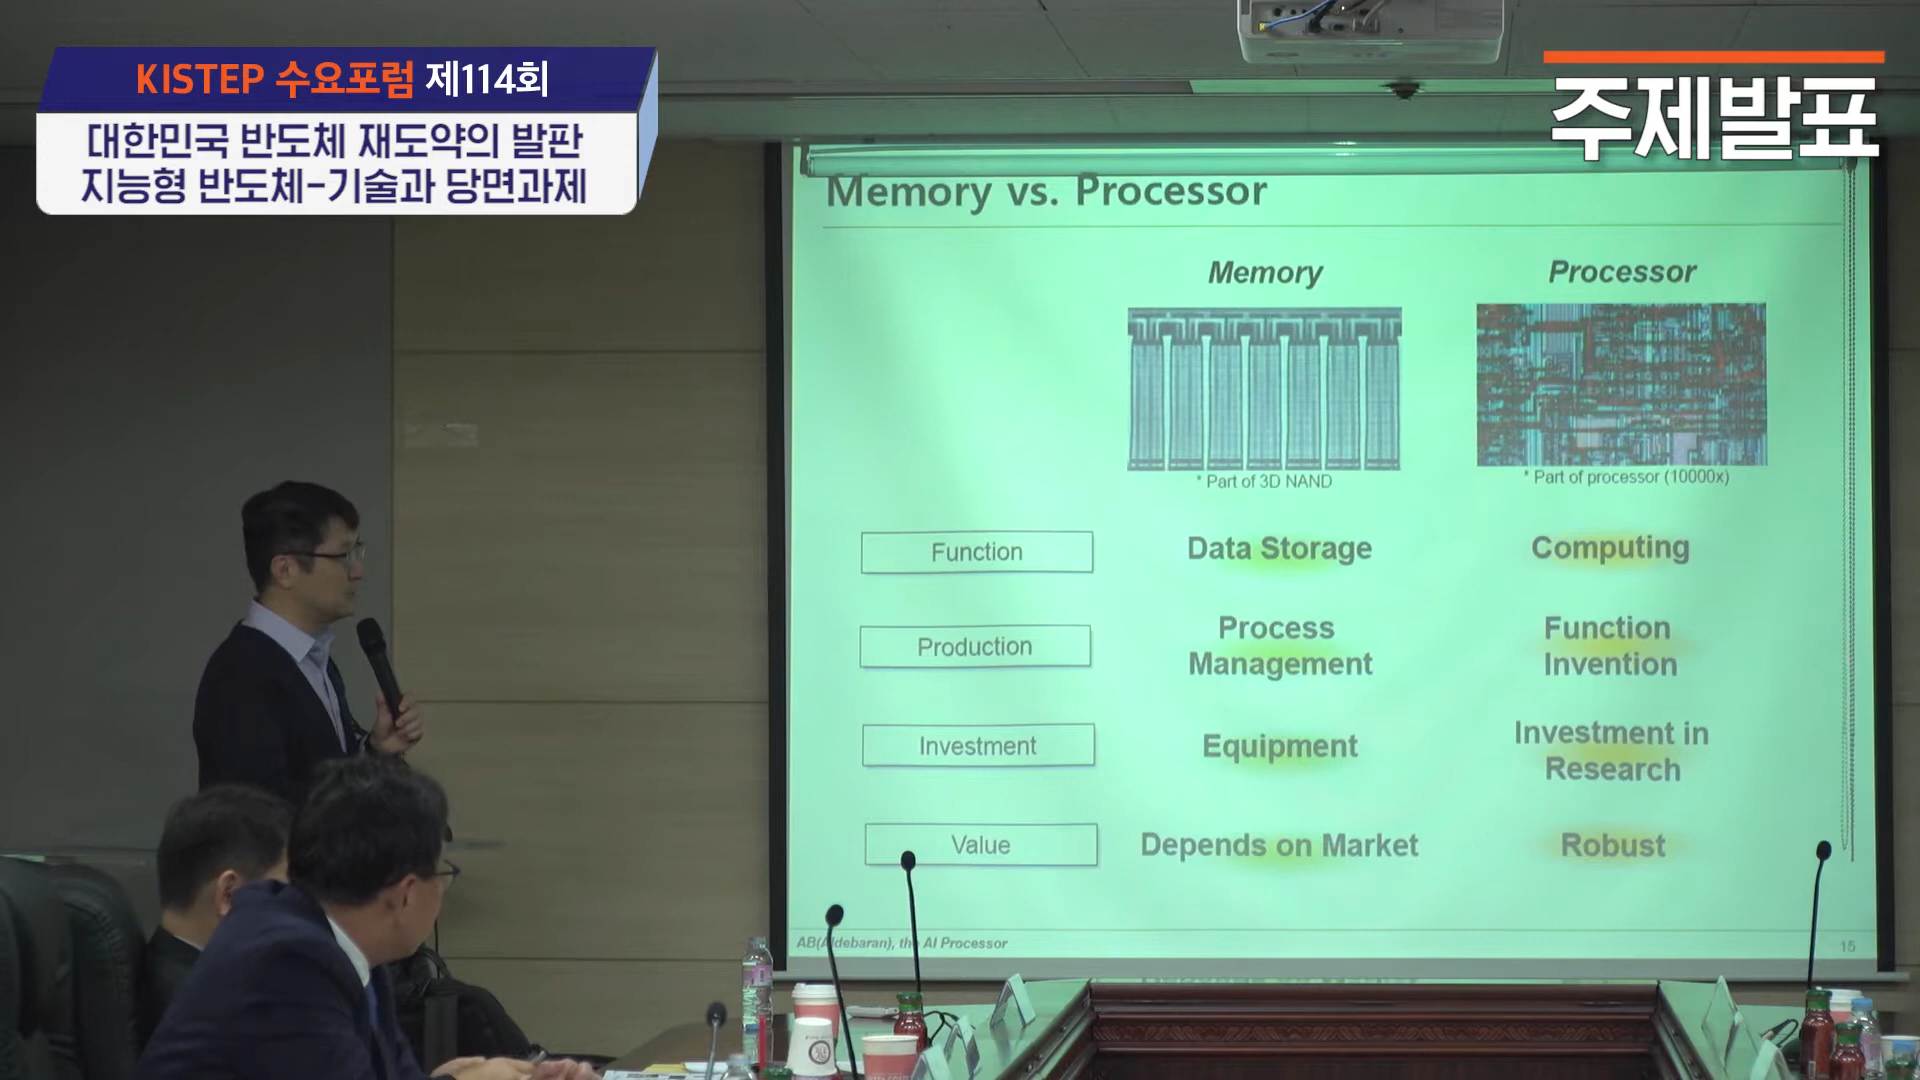 KISTEP 수요포럼 제114회
대한민국 반도체 재도약의 발판
지능형 반도체-기술과 당면과제
주제발표
Memory vs. Processor
Memory Processor
* Part of 3D NAND * Part of processor (10000x)
Function Data Storage Computing
Production Process Management Function Invention
Investment Equipment Investment in Research
Value Depends on Market Robust
AB(Aldebaran), the AI Processor 15